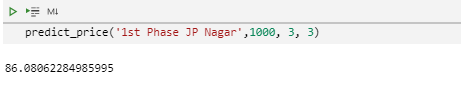 M↓
predict_price('1st Phase JP Nagar',1000, 3, 3)
86.08062284985995